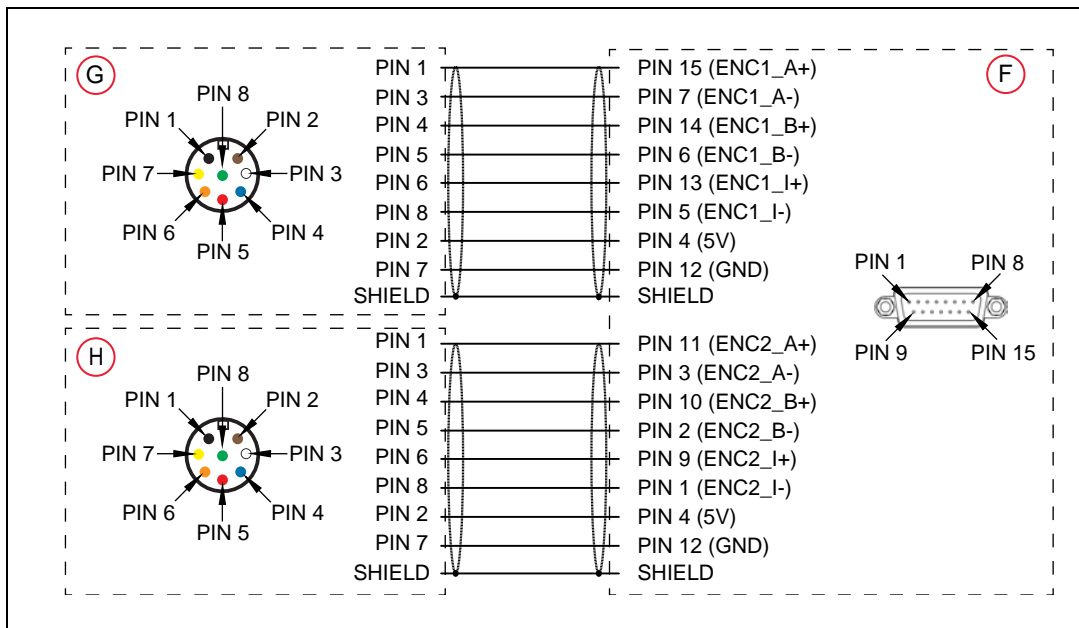 G
PIN 8
PIN 1
PIN 2
PIN 7
PIN 3
PIN 6
PIN 4
PIN 5
PIN 1
PIN 3
PIN 4
PIN 5
PIN 6
PIN 8
PIN 2
PIN 7
SHIELD
PIN 15 (ENC1_A+)
PIN 7 (ENC1_A-)
PIN 14 (ENC1_B+)
PIN 6 (ENC1_B-)
PIN 13 (ENC1_I+)
PIN 5 (ENC1_I-)
PIN 4 (5V)
PIN 12 (GND)
SHIELD
F
PIN 1
PIN 8
PIN 9
PIN 15
H
PIN 8
PIN 1
PIN 2
PIN 7
PIN 3
PIN 6
PIN 4
PIN 5
PIN 1
PIN 3
PIN 4
PIN 5
PIN 6
PIN 8
PIN 2
PIN 7
SHIELD
PIN 11 (ENC2_A+)
PIN 3 (ENC2_A-)
PIN 10 (ENC2_B+)
PIN 2 (ENC2_B-)
PIN 9 (ENC2_I+)
PIN 1 (ENC2_I-)
PIN 4 (5V)
PIN 12 (GND)
SHIELD